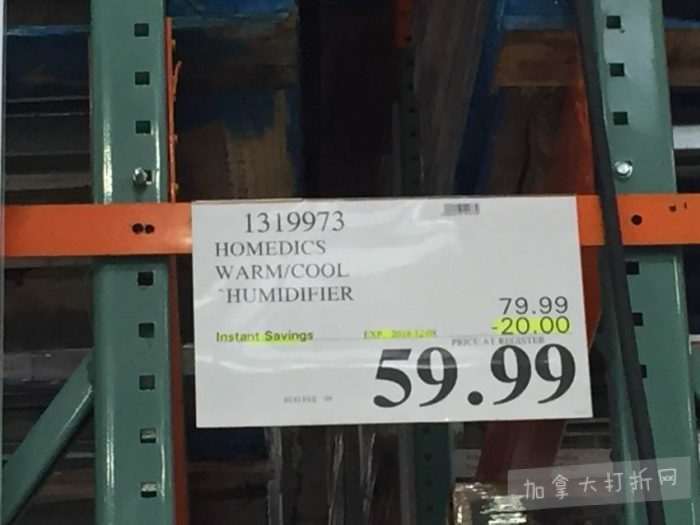 1319973
HOMEDICS
WARM/COOL
HUMIDIFIER
79.99
Instant Savings EXP. -20.00
PRICE AT REGISTER
59.99
加拿大打折网